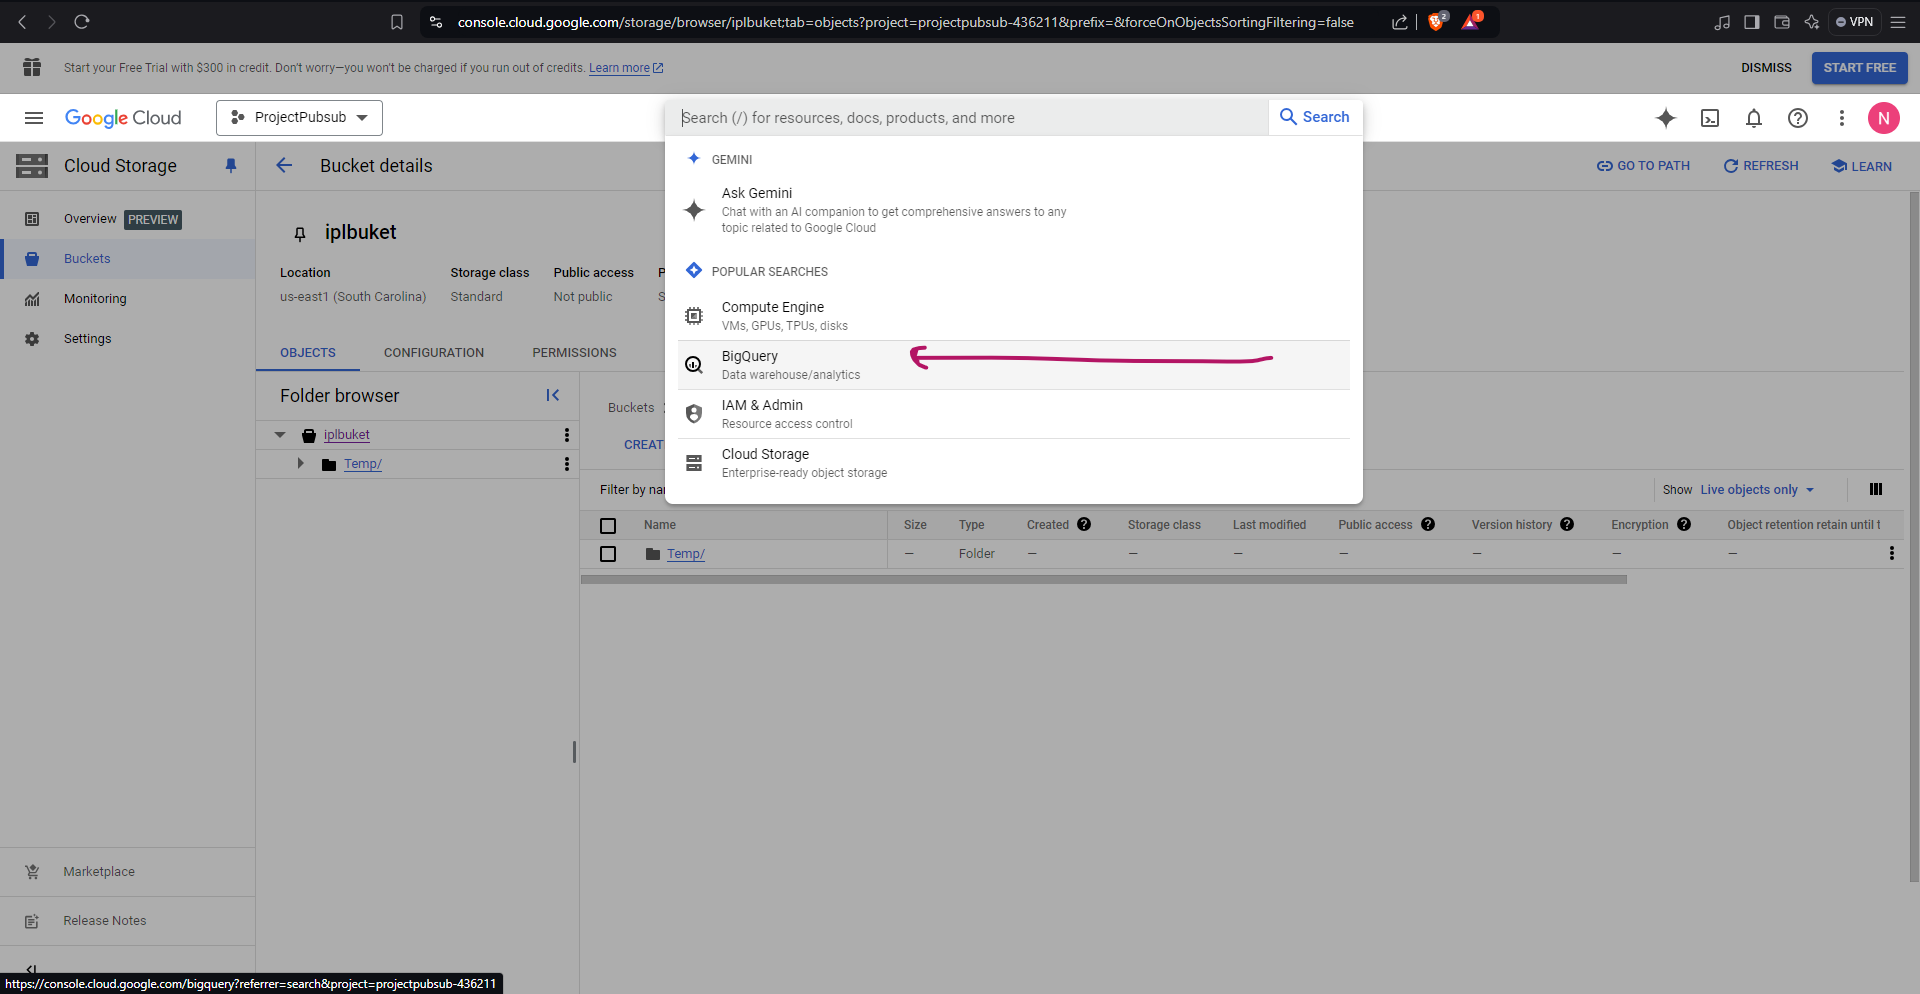 console.cloud.google.com/storage/browser/iplbuket;tab=objects?project=projectpubsub-436211&prefix=&forceOnObjectsSortingFiltering=false
2
1
VPN
Start your Free Trial with $300 in credit. Don't worry—you won't be charged if you run out of credits. Learn more
DISMISS
START FREE
Google Cloud
ProjectPubsub
Search (/) for resources, docs, products, and more
Search
N
Cloud Storage
Bucket details
GO TO PATH
REFRESH
LEARN
Overview PREVIEW
Buckets
Monitoring
Settings
Marketplace
Release Notes
iplbuket
Location
us-east1 (South Carolina)
Storage class
Standard
Public access
Not public
P
S
OBJECTS
CONFIGURATION
PERMISSIONS
Folder browser
iplbuket
Temp/
GEMINI
Ask Gemini
Chat with an AI companion to get comprehensive answers to any
topic related to Google Cloud
POPULAR SEARCHES
Compute Engine
VMs, GPUs, TPUs, disks
BigQuery
Data warehouse/analytics
IAM & Admin
Resource access control
Cloud Storage
Enterprise-ready object storage
Buckets
CREAT
Filter by nar
Show Live objects only
Name Size Type Created Storage class Last modified Public access Version history Encryption Object retention retain until t
Temp/ — Folder — — — — — — —
https://console.cloud.google.com/bigquery?referrer=search&project=projectpubsub-436211